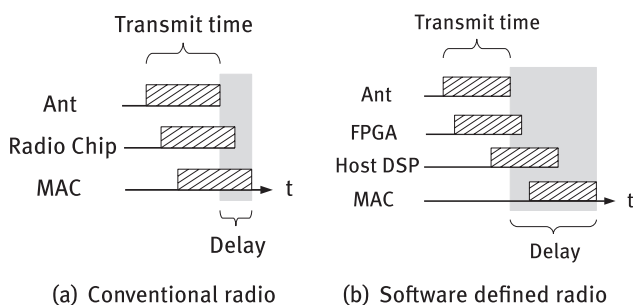 Transmit time
Ant
Radio Chip
MAC
t
Delay
(a) Conventional radio
Transmit time
Ant
FPGA
Host DSP
MAC
t
Delay
(b) Software defined radio